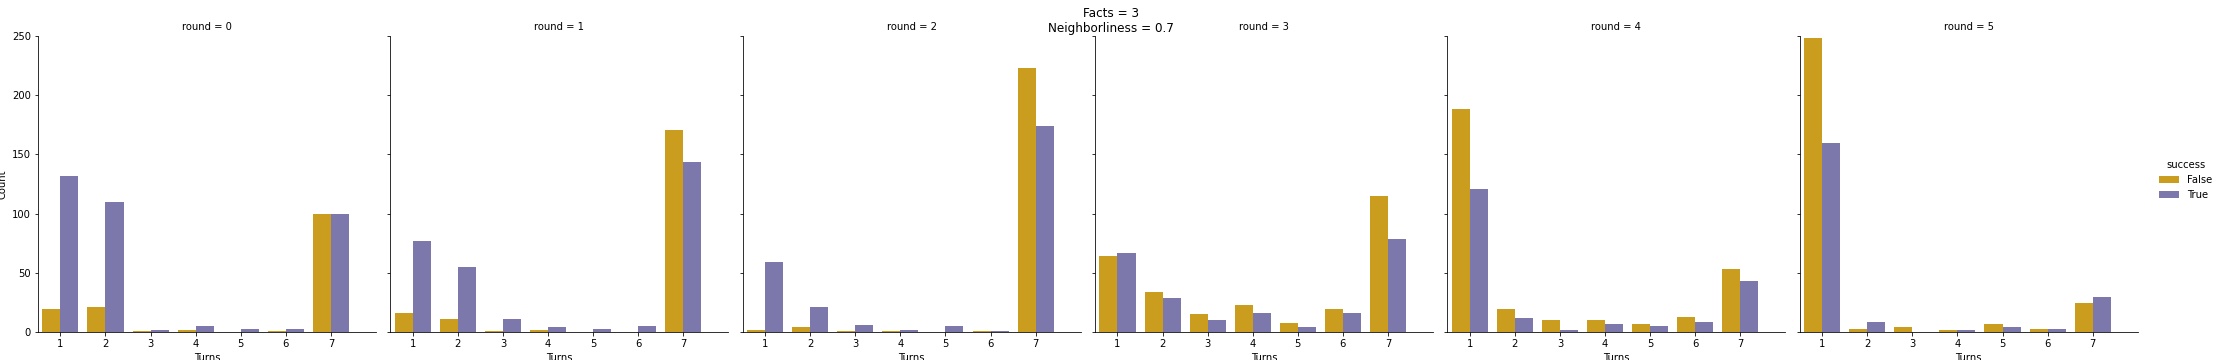 Facts = 3
Neighborliness = 0.7
round = 0
round = 1
round = 2
round = 3
round = 4
round = 5
250
200
150
100
50
0
Count
1 2 3 4 5 6 7
1 2 3 4 5 6 7
1 2 3 4 5 6 7
1 2 3 4 5 6 7
1 2 3 4 5 6 7
1 2 3 4 5 6 7
Turns
Turns
Turns
Turns
Turns
Turns
success
False
True